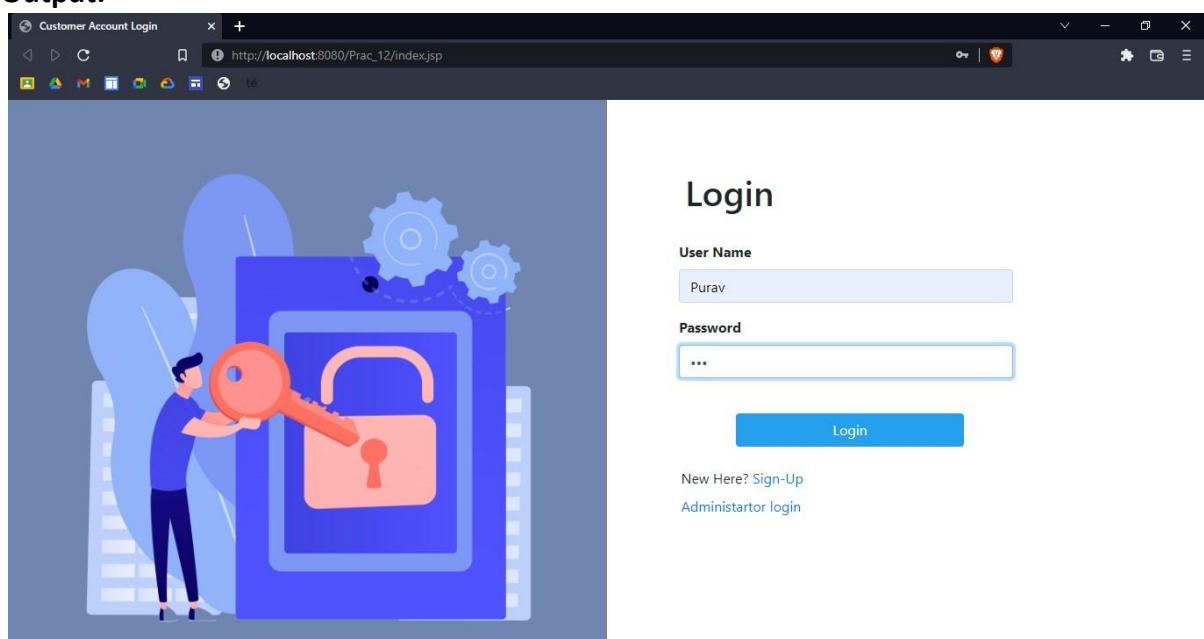 Output:
Customer Account Login
http://localhost:8080/Prac_12/index.jsp
te
Login
User Name
Purav
Password
•••
Login
New Here? Sign-Up
Administartor login